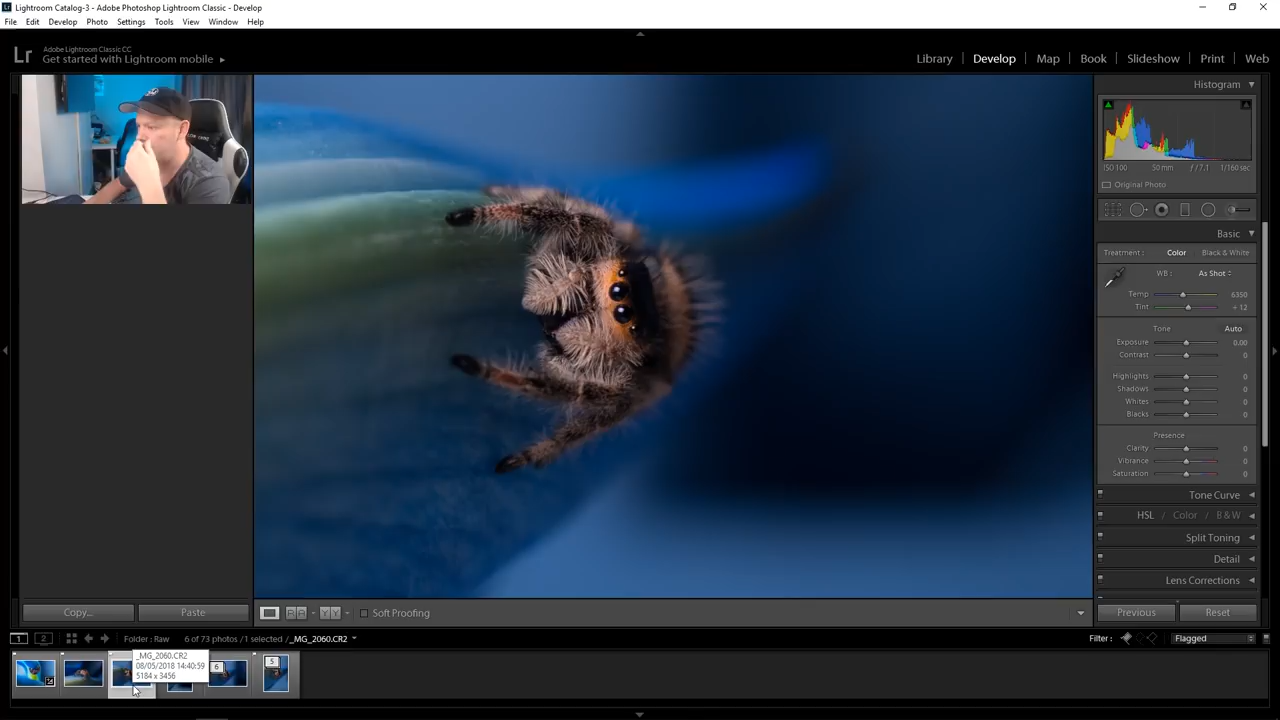 Lightroom Catalog-3 - Adobe Photoshop Lightroom Classic - Develop
File Edit Develop Photo Settings Tools View Window Help
Lr
Adobe Lightroom Classic CC
Get started with Lightroom mobile
Library Develop Map Book Slideshow Print Web
Histogram
ISO 100 50 mm ƒ / 7.1 1/160 sec
Original Photo
Basic
Treatment : Color Black & White
WB : As Shot
Temp 6350
Tint + 12
Tone Auto
Exposure 0.00
Contrast 0
Highlights 0
Shadows 0
Whites 0
Blacks 0
Presence
Clarity 0
Vibrance 0
Saturation 0
Tone Curve
HSL / Color / B & W
Split Toning
Detail
Lens Corrections
Copy... Paste
Soft Proofing
Previous Reset
1 2 Folder : Raw 6 of 73 photos / 1 selected / _MG_2060.CR2 Filter : Flagged
_MG_2060.CR2
08/05/2018 14:40:59
5184 x 3456
6
5